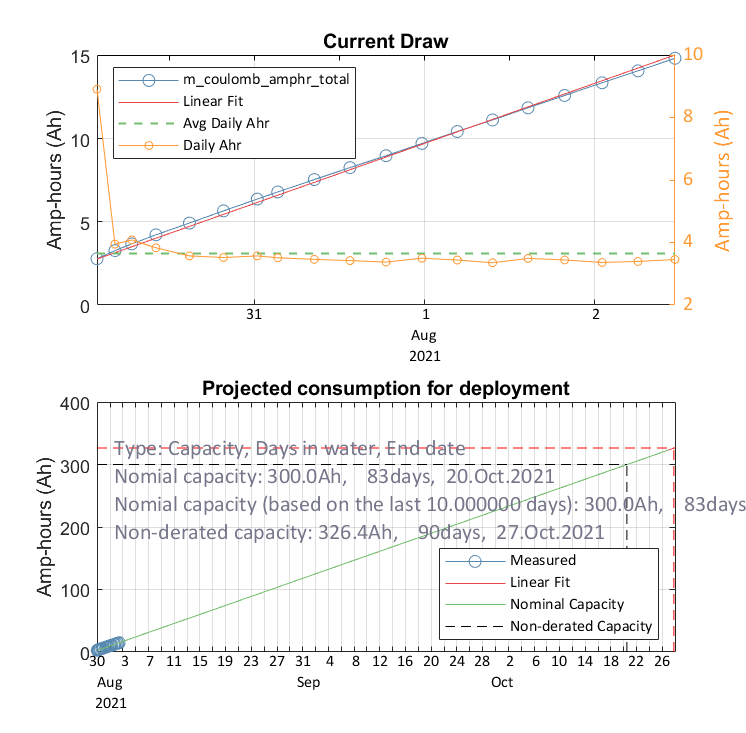 Current Draw
15
10
5
0
Amp-hours (Ah)
m_coulomb_amphr_total
Linear Fit
Avg Daily Ahr
Daily Ahr
10
8
6
4
2
Amp-hours (Ah)
31 1 2
Aug
2021
Projected consumption for deployment
400
300
200
100
0
Amp-hours (Ah)
Type: Capacity, Days in water, End date
Nomial capacity: 300.0Ah, 83days, 20.Oct.2021
Nomial capacity (based on the last 10.000000 days): 300.0Ah, 83days
Non-derated capacity: 326.4Ah, 90days, 27.Oct.2021
Measured
Linear Fit
Nominal Capacity
Non-derated Capacity
30 3 7 11 15 19 23 27 31 4 8 12 16 20 24 28 2 6 10 14 18 22 26
Aug Sep Oct
2021